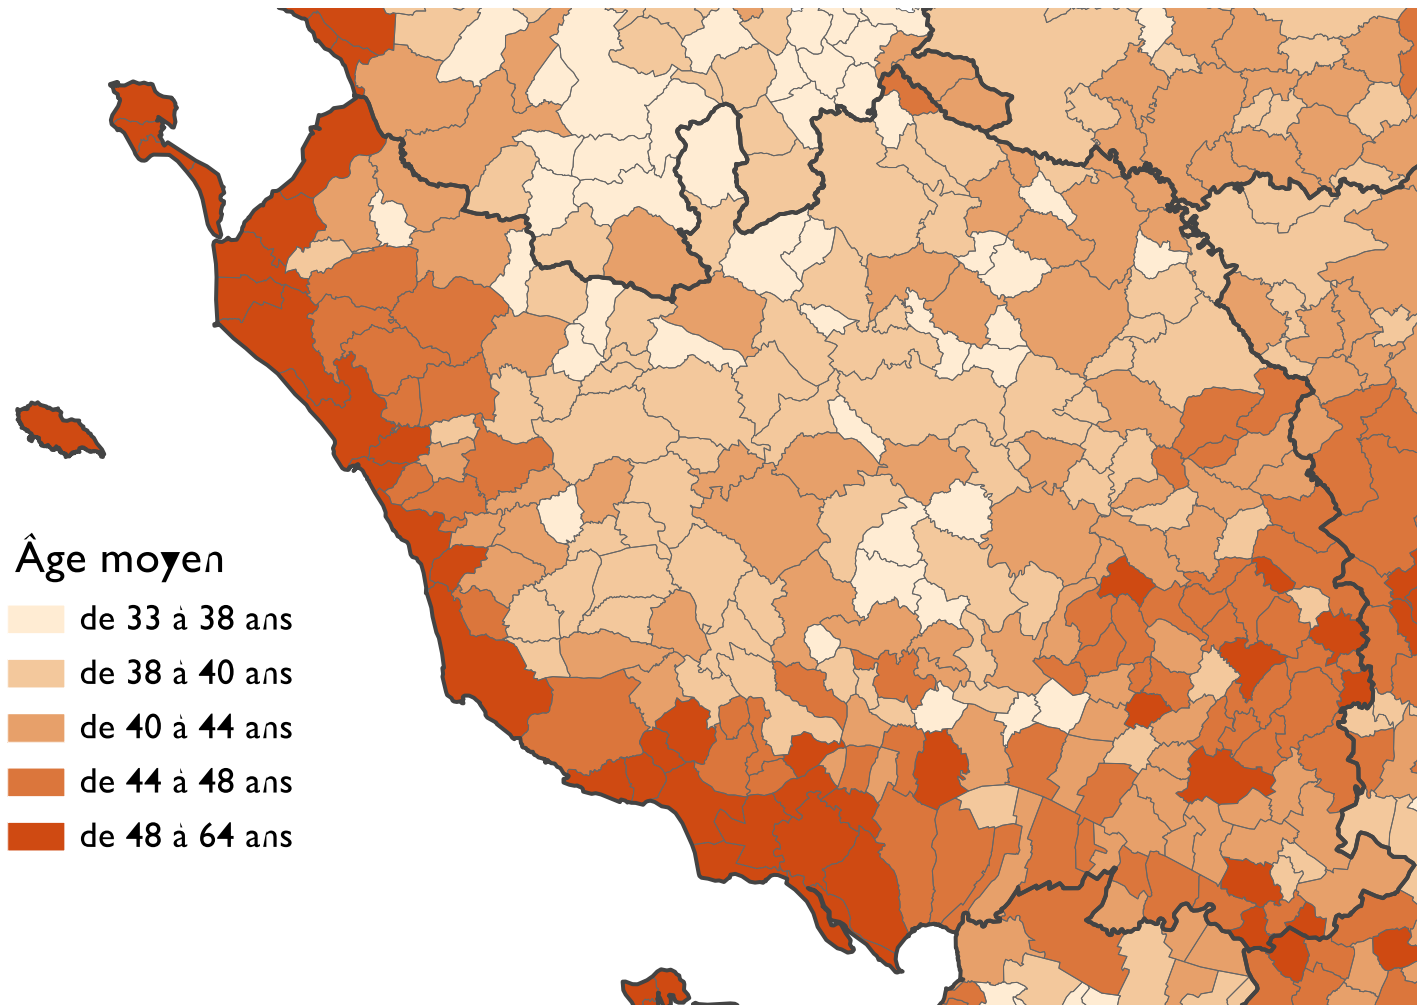 Âge moyen
de 33 à 38 ans
de 38 à 40 ans
de 40 à 44 ans
de 44 à 48 ans
de 48 à 64 ans